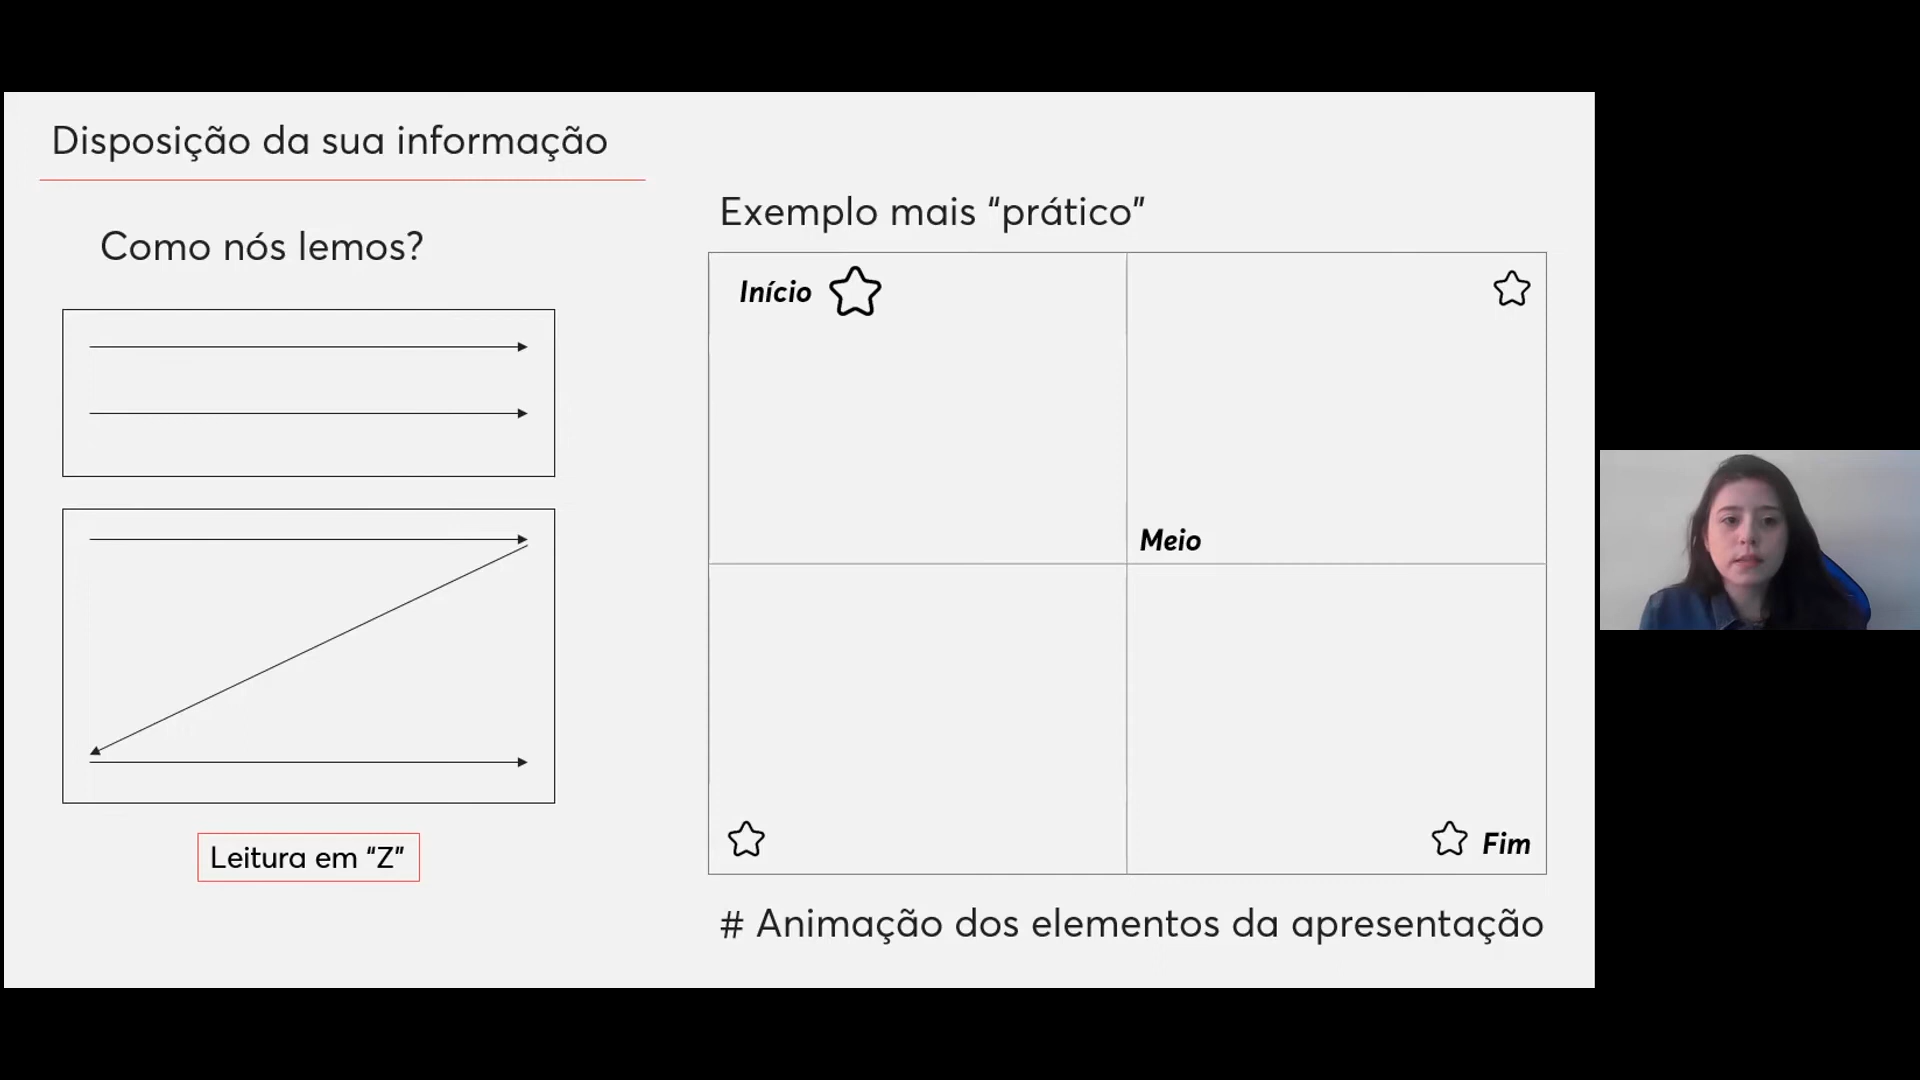 Disposição da sua informação
Como nós lemos?
Leitura em “Z”
Exemplo mais “prático”
Início
Meio
Fim
# Animação dos elementos da apresentação